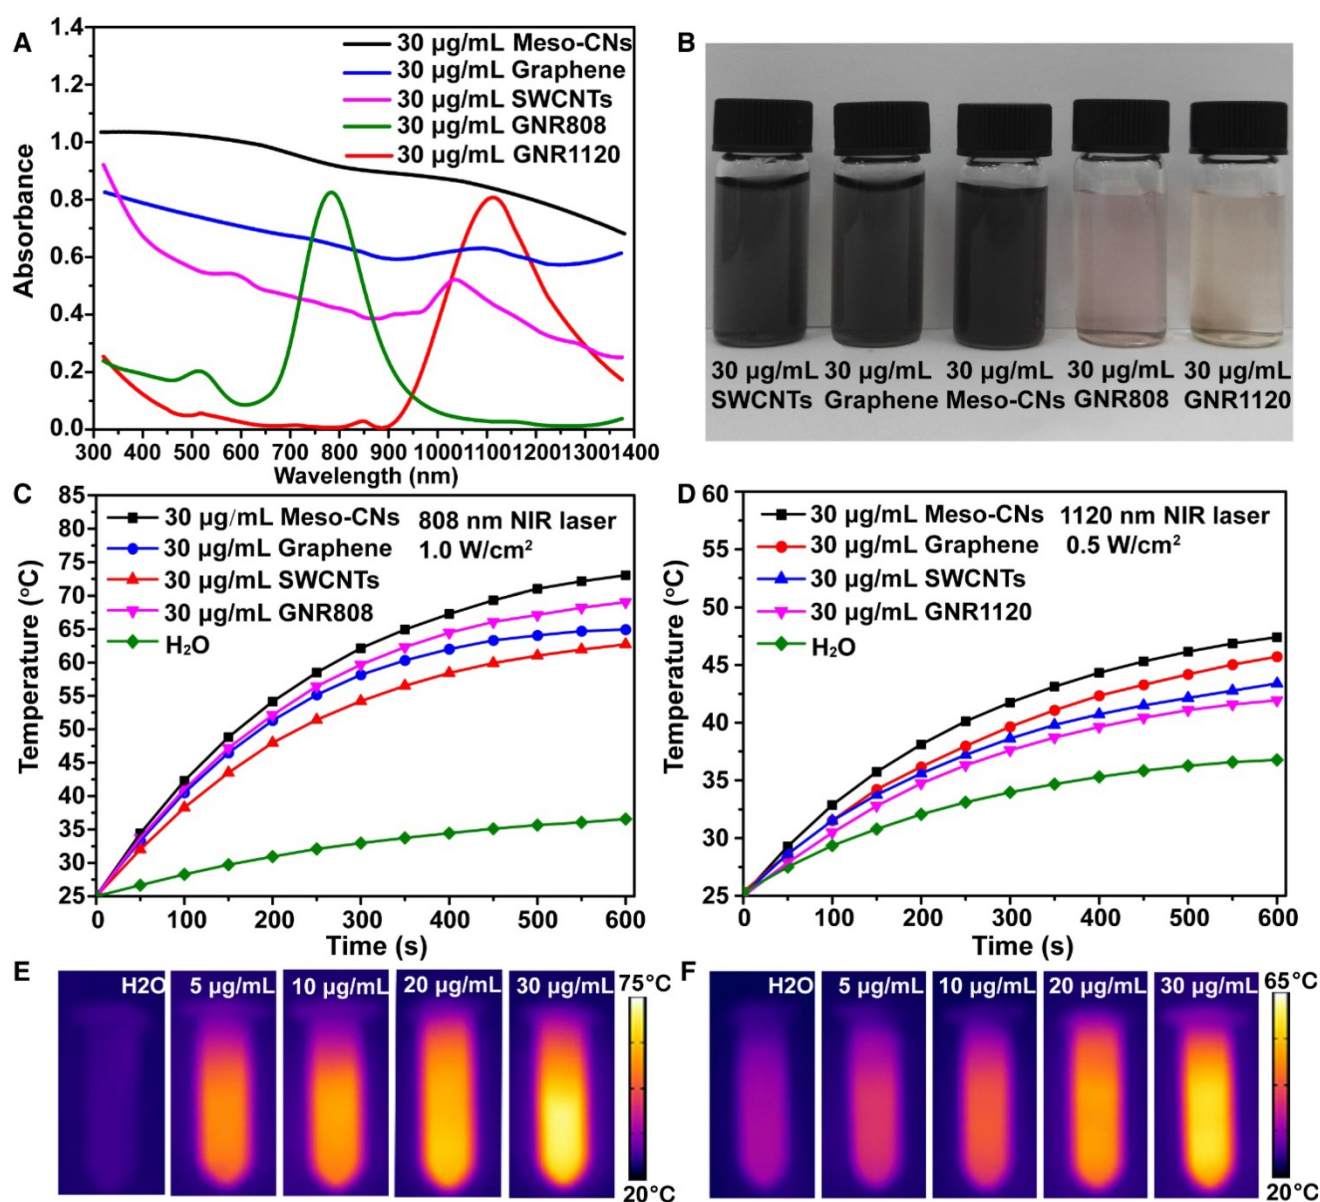 A
1.4
1.2
1.0
0.8
0.6
0.4
0.2
0.0
Absorbance
30 µg/mL Meso-CNs
30 µg/mL Graphene
30 µg/mL SWCNTs
30 µg/mL GNR808
30 µg/mL GNR1120
300 400 500 600 700 800 900 1000 1100 1200 1300 1400
Wavelength (nm)
B
30 µg/mL 30 µg/mL 30 µg/mL 30 µg/mL 30 µg/mL
SWCNTs Graphene Meso-CNs GNR808 GNR1120
C
85
80
75
70
65
60
55
50
45
40
35
30
25
Temperature (°C)
30 µg/mL Meso-CNs
30 µg/mL Graphene
30 µg/mL SWCNTs
30 µg/mL GNR808
H₂O
808 nm NIR laser
1.0 W/cm²
0 100 200 300 400 500 600
Time (s)
D
60
55
50
45
40
35
30
25
Temperature (°C)
30 µg/mL Meso-CNs
30 µg/mL Graphene
30 µg/mL SWCNTs
30 µg/mL GNR1120
H₂O
1120 nm NIR laser
0.5 W/cm²
0 100 200 300 400 500 600
Time (s)
E
H2O 5 µg/mL 10 µg/mL 20 µg/mL 30 µg/mL
75°C
20°C
F
H2O 5 µg/mL 10 µg/mL 20 µg/mL 30 µg/mL
65°C
20°C